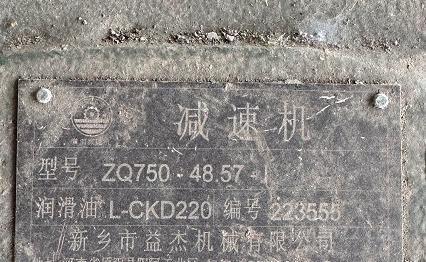 减速机
型号 ZQ750-48.57-I
润滑油 L-CKD220 编号 223555
新乡市益杰机械有限公司